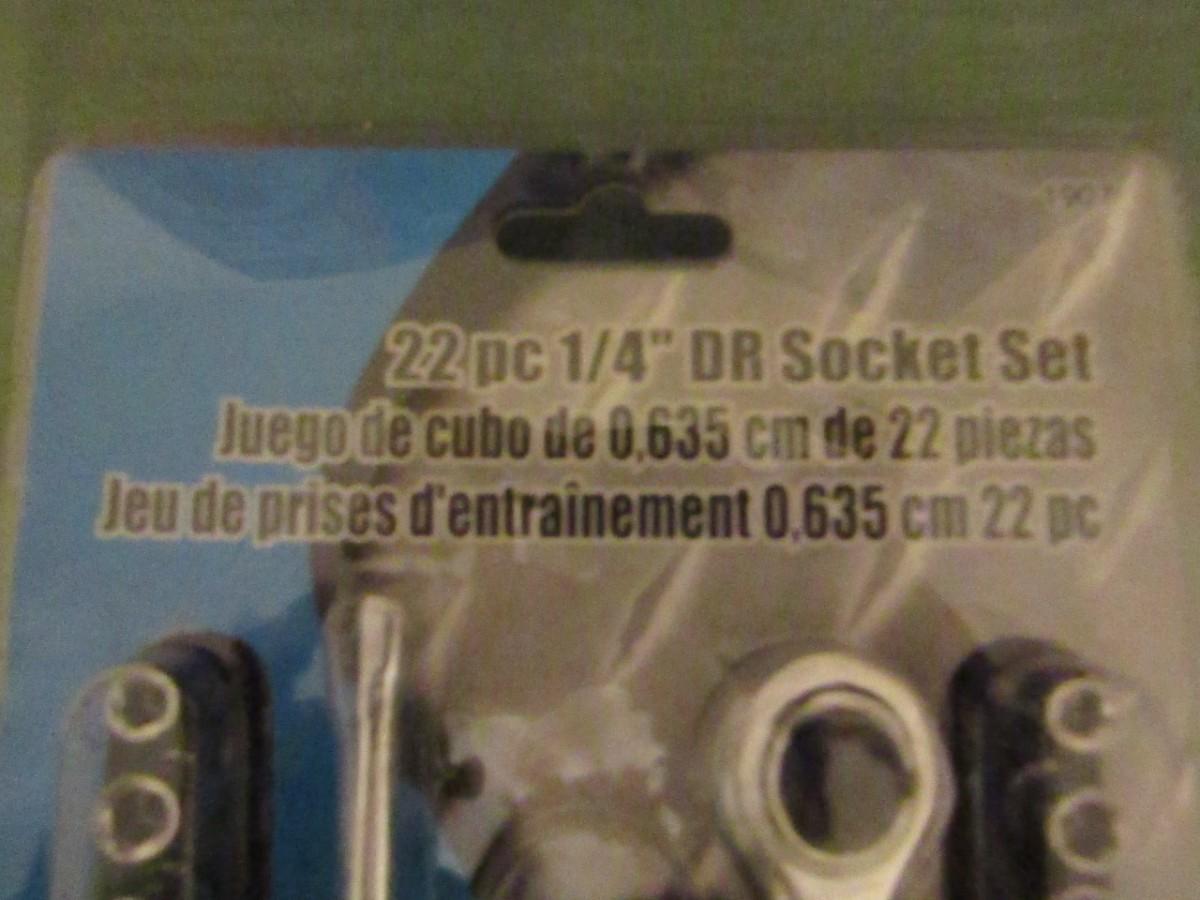 22 pc 1/4" DR Socket Set
Juego de cubo de 0,635 cm de 22 piezas
Jeu de prises d'entraînement 0,635 cm 22 pc